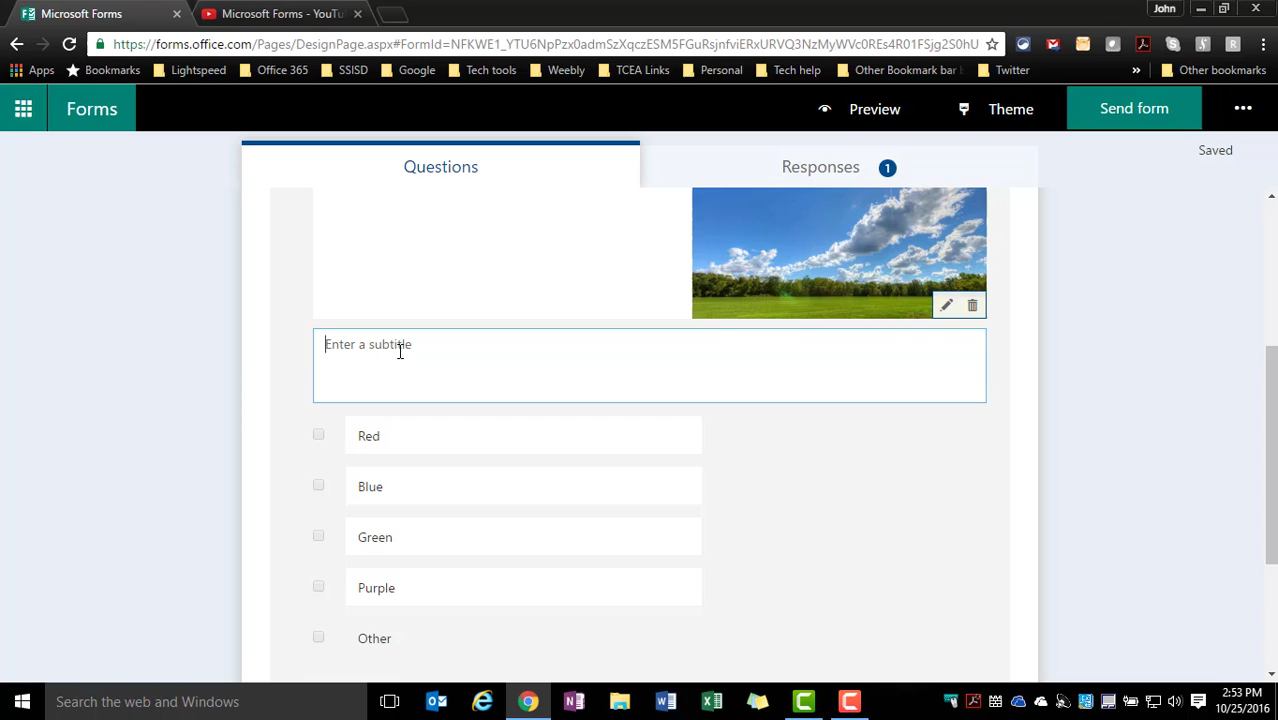 Microsoft Forms
Microsoft Forms - YouTu
John
https://forms.office.com/Pages/DesignPage.aspx#FormId=NFKWE1_YTU6NpPzx0admSzXqczESM5FGuRsjnfviERxURVQ3NzMyWVc0REs4R01FSjg2S0hU
Apps
Bookmarks
Lightspeed
Office 365
SSISD
Google
Tech tools
Weebly
TCEA Links
Personal
Tech help
Other Bookmark bar
Twitter
»
Other bookmarks
Forms
Preview
Theme
Send form
Questions
Responses 1
Saved
Enter a subtitle
Red
Blue
Green
Purple
Other
Search the web and Windows
2:53 PM
10/25/2016